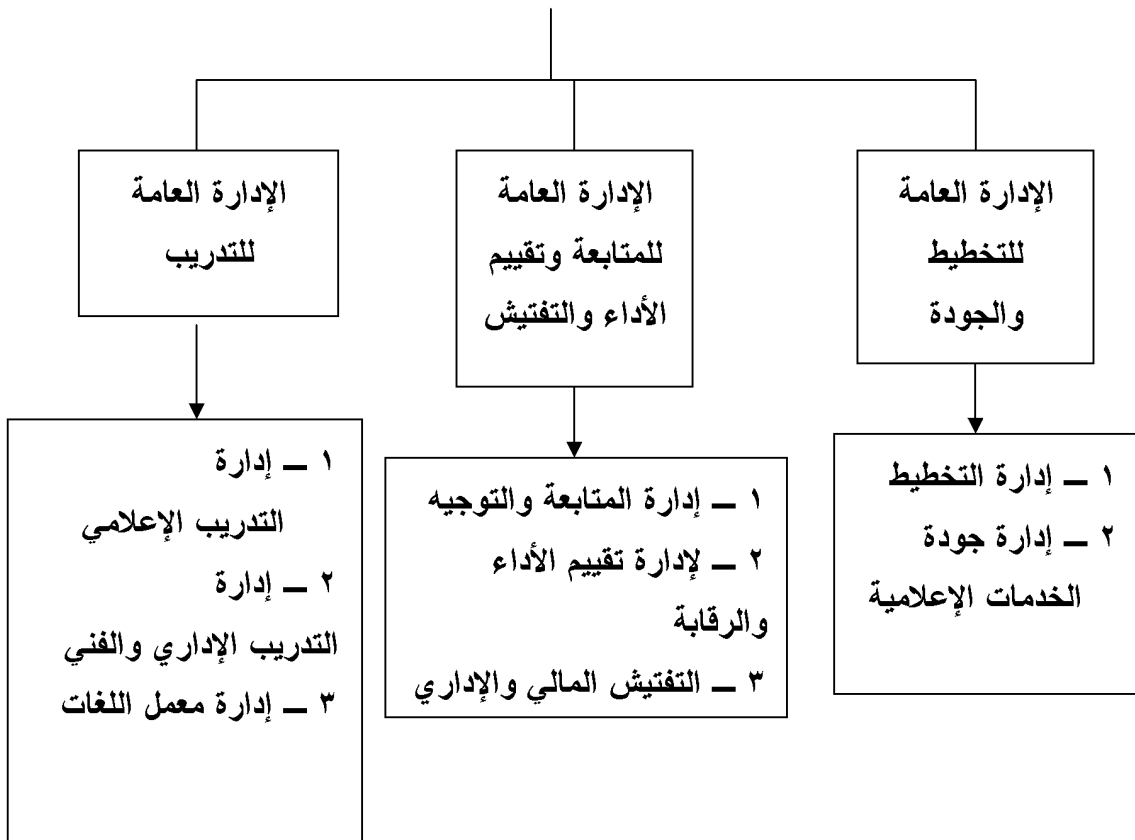 الإدارة العامة
للتخطيط
والجودة
الإدارة العامة
للمتابعة وتقييم
الأداء والتفتيش
الإدارة العامة
للتدريب
١ ــ إدارة التخطيط
٢ ــ إدارة جودة
الخدمات الإعلامية
١ ــ إدارة المتابعة والتوجيه
٢ ــ لإدارة تقييم الأداء
والرقابة
٣ ــ التفتيش المالي والإداري
١ ــ إدارة
التدريب الإعلامي
٢ ــ إدارة
التدريب الإداري والفني
٣ ــ إدارة معمل اللغات